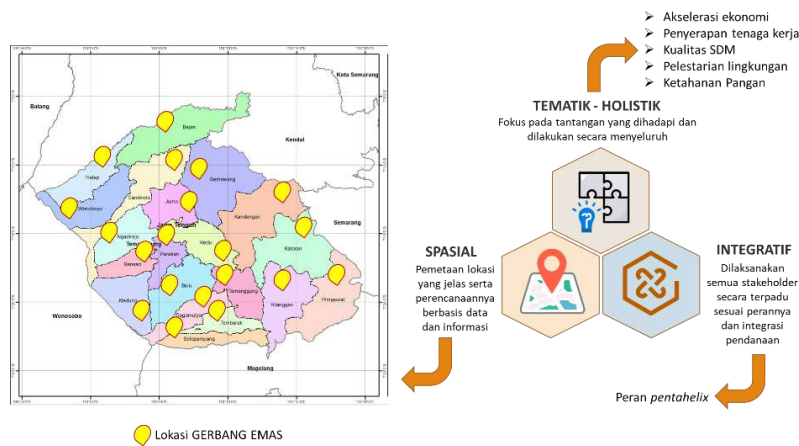 Kota Semarang
Batang
Kendal
Bejen
Tretep
Gemawang
Candiroto
Wonoboyo
Jumo
Kandangan
Semarang
Ngadirejo
Kedu
Kaloran
Parakan
Bansari
Bulu
Temanggung
Kledung
Kranggan
Pringsurat
Tembarak
Selopampang
Wonosobo
Magelang
Lokasi GERBANG EMAS
➢ Akselerasi ekonomi
➢ Penyerapan tenaga kerja
➢ Kualitas SDM
➢ Pelestarian lingkungan
➢ Ketahanan Pangan
TEMATIK - HOLISTIK
Fokus pada tantangan yang dihadapi dan
dilakukan secara menyeluruh
SPASIAL
Pemetaan lokasi
yang jelas serta
perencanaannya
berbasis data
dan informasi
INTEGRATIF
Dilaksanakan
semua stakeholder
secara terpadu
sesuai perannya
dan integrasi
pendanaan
Peran pentahelix